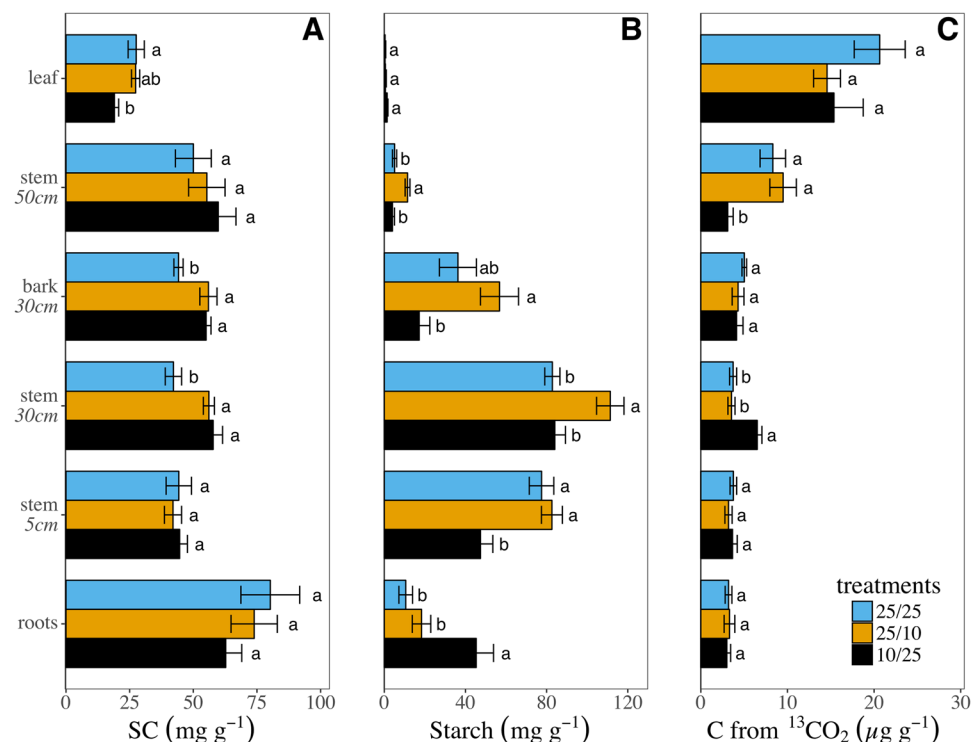 A B C
leaf a a a
ab a a
b a a
stem
50cm
a b a
a a a
a b b
bark
30cm
b ab a
a a a
a b a
stem
30cm
b b b
a a b
a b a
stem
5cm
a a a
a a a
a b a
roots
a b a
a b a
a a a
treatments
25/25
25/10
10/25
0 25 50 75 100 0 40 80 120 0 10 20 30
SC (mg g⁻¹) Starch (mg g⁻¹) C from ¹³CO₂ (µg g⁻¹)